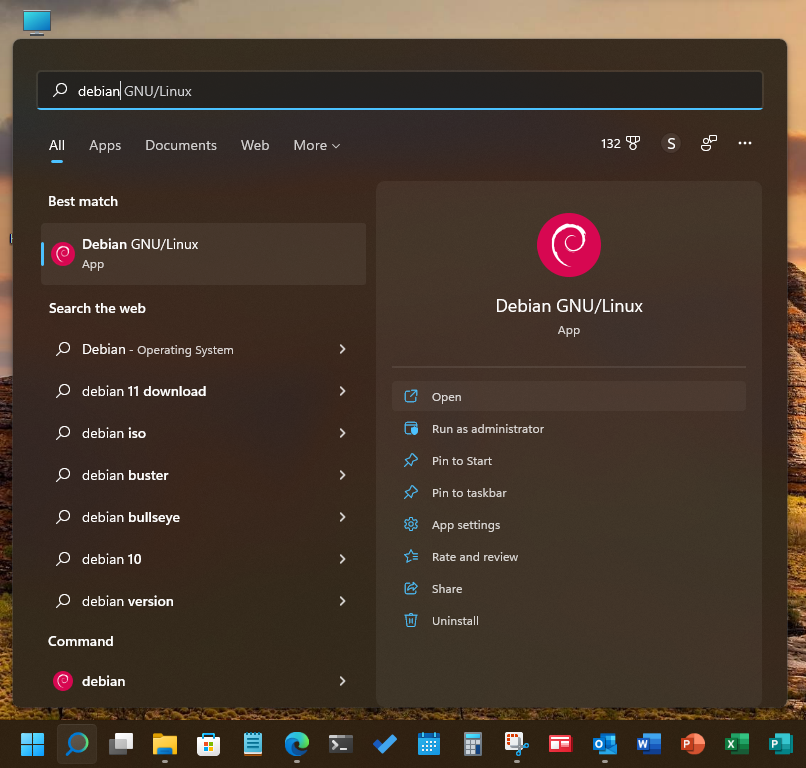 debian GNU/Linux
All Apps Documents Web More 132 S
Best match
Debian GNU/Linux
App
Search the web
Debian - Operating System
debian 11 download
debian iso
debian buster
debian bullseye
debian 10
debian version
Command
debian
Debian GNU/Linux
App
Open
Run as administrator
Pin to Start
Pin to taskbar
App settings
Rate and review
Share
Uninstall
O W P X P